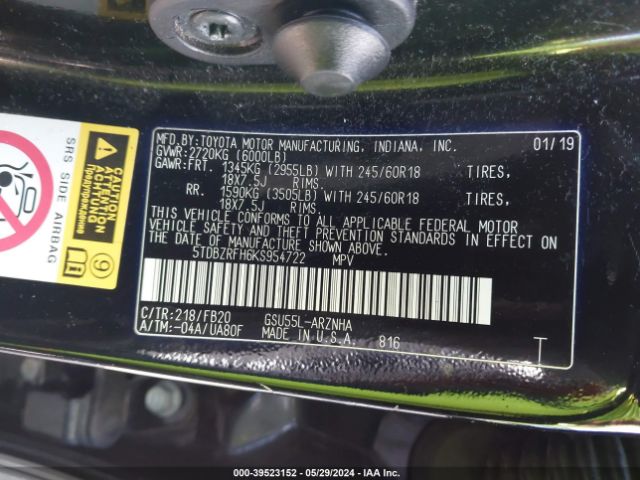 MFD.BY:TOYOTA MOTOR MANUFACTURING, INDIANA, INC. 01/19
GVWR:2720KG (6000LB)
GAWR:FRT. 1345KG (2955LB) WITH 245/60R18 TIRES,
18X7.5J RIMS.
RR. 1590KG (3505LB) WITH 245/60R18 TIRES,
18X7.5J RIMS.
THIS VEHICLE CONFORMS TO ALL APPLICABLE FEDERAL MOTOR
VEHICLE SAFETY AND THEFT PREVENTION STANDARDS IN EFFECT ON
THE DATE OF MANUFACTURE SHOWN ABOVE.
5TDBZRFH6KS954722 MPV
C/TR:218/FB20 GSU55L-ARZNHA
A/TM:-04A/UA80F MADE IN U.S.A. 816 T
SRS SIDE AIRBAG
CAUTION
ATTENTION
9
000-39523152 / 05/29/2024 / IAA Inc.